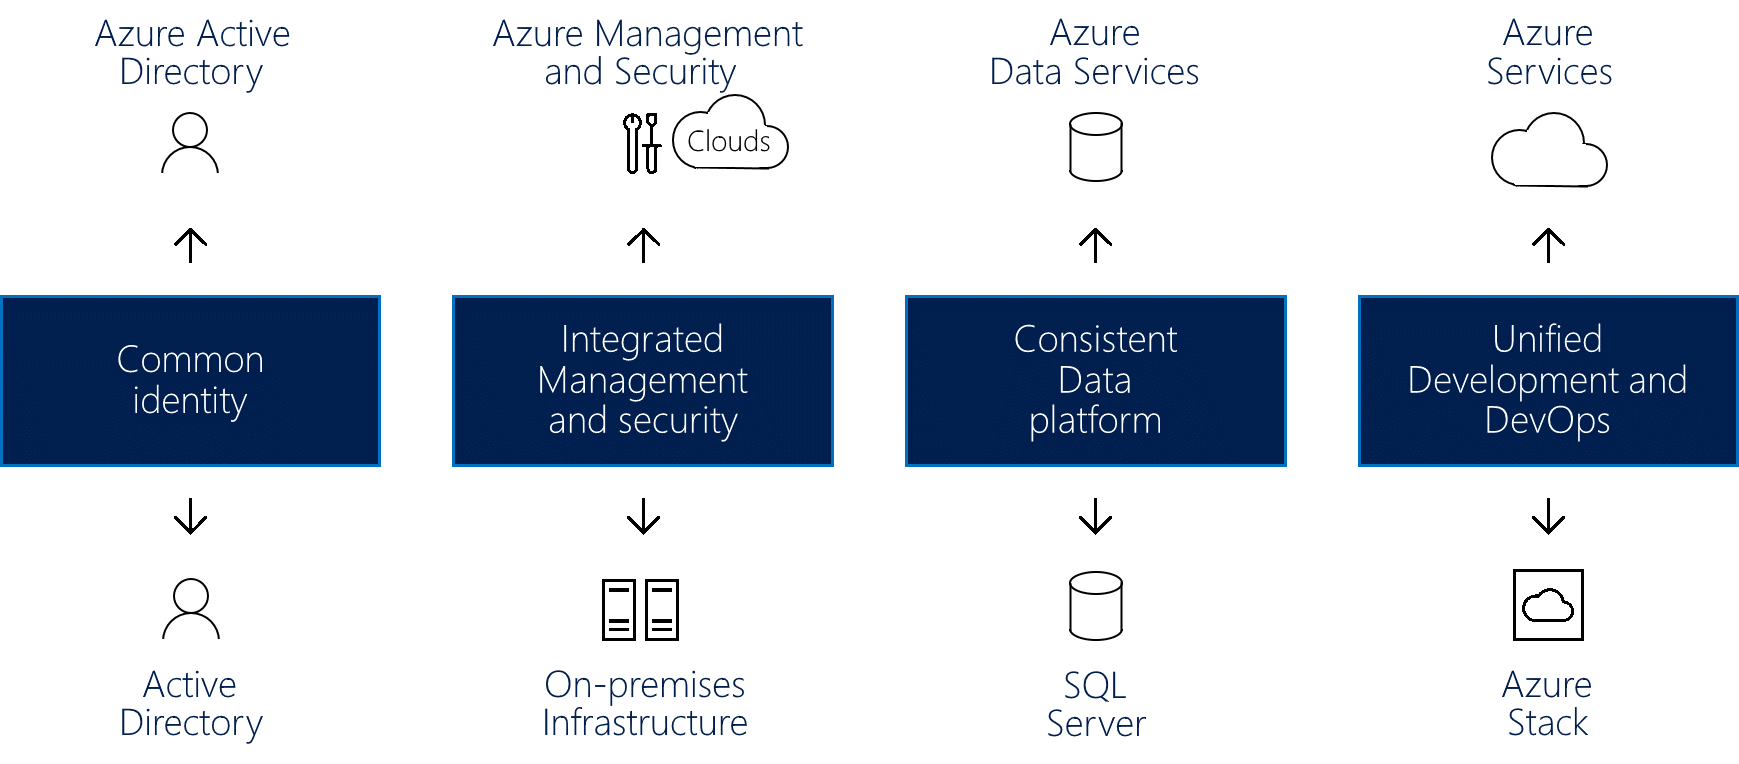 Azure Active
Directory
Azure Management
and Security
Clouds
Azure
Data Services
Azure
Services
Common
identity
Integrated
Management
and security
Consistent
Data
platform
Unified
Development and
DevOps
Active
Directory
On-premises
Infrastructure
SQL
Server
Azure
Stack